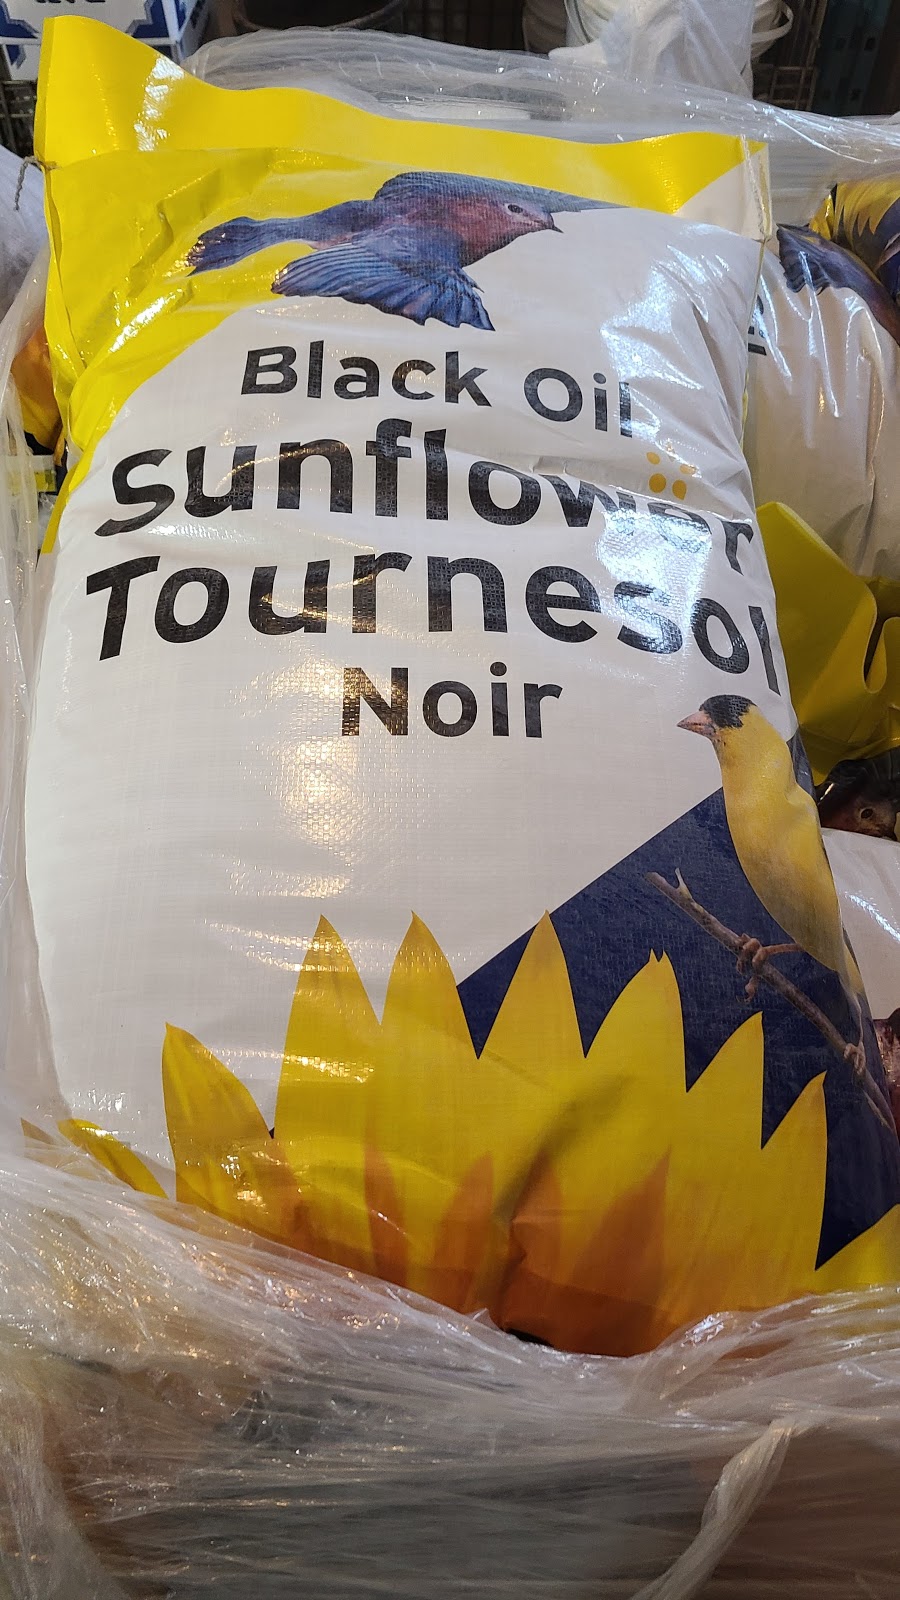 Black Oil
Sunflower
Tournesol
Noir